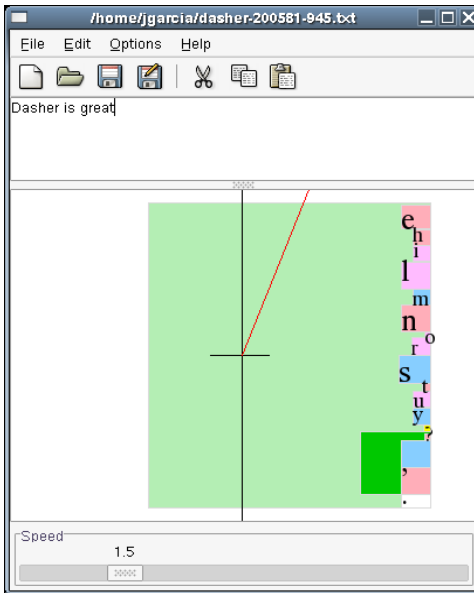 /home/jgarcia/dasher-200581-945.txt
File Edit Options Help
Dasher is great
e
h
i
l
m
n
o
r
s
t
u
y
?
,
.
Speed
1.5